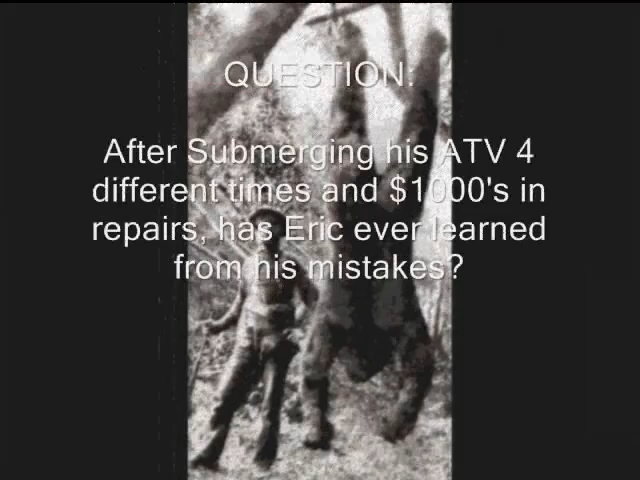 QUESTION:
After Submerging his ATV 4
different times and $1000's in
repairs, has Eric ever learned
from his mistakes?